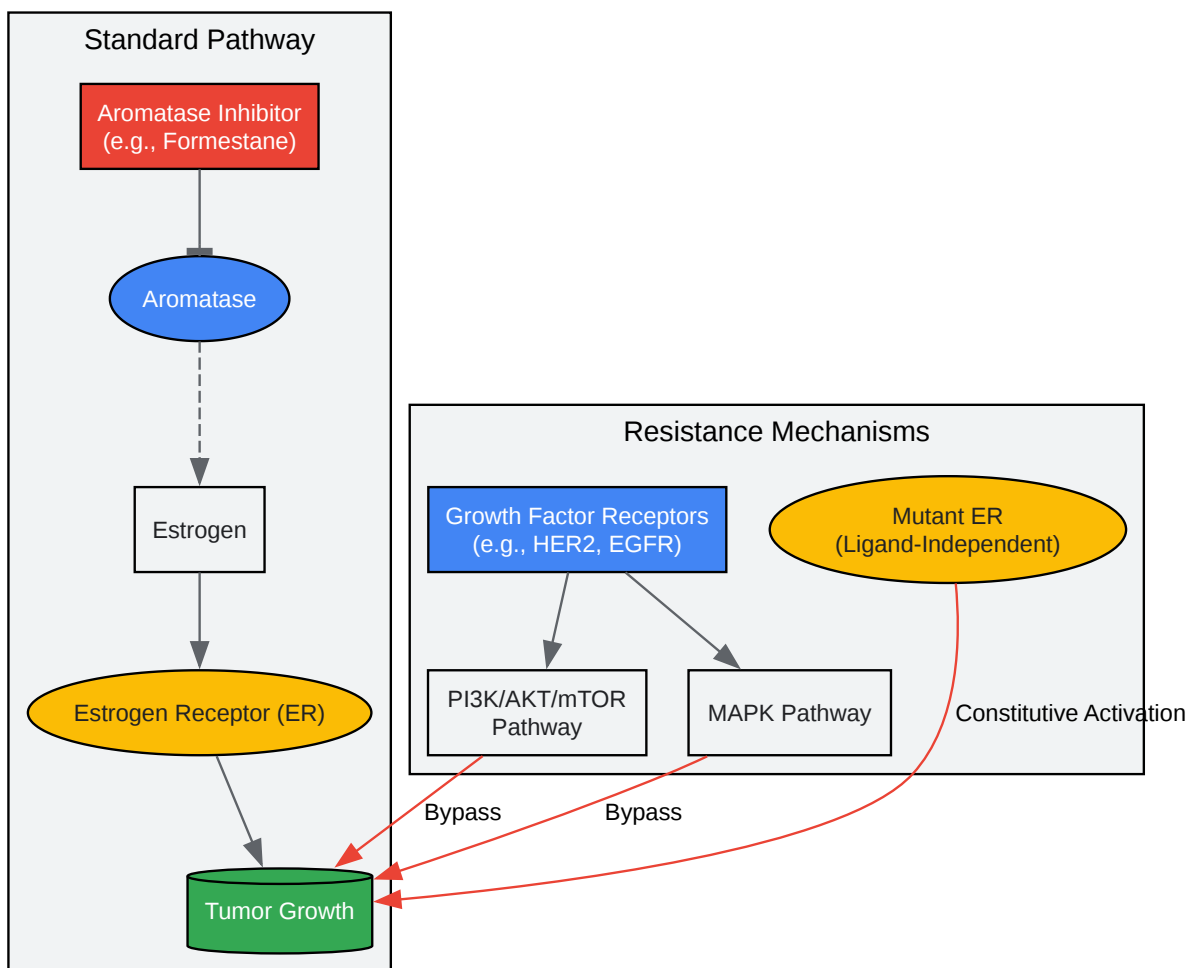 Standard Pathway
Aromatase Inhibitor
(e.g., Formestane)
Aromatase
Estrogen
Estrogen Receptor (ER)
Tumor Growth
Resistance Mechanisms
Growth Factor Receptors
(e.g., HER2, EGFR)
Mutant ER
(Ligand-Independent)
PI3K/AKT/mTOR
Pathway
MAPK Pathway
Constitutive Activation
Bypass
Bypass